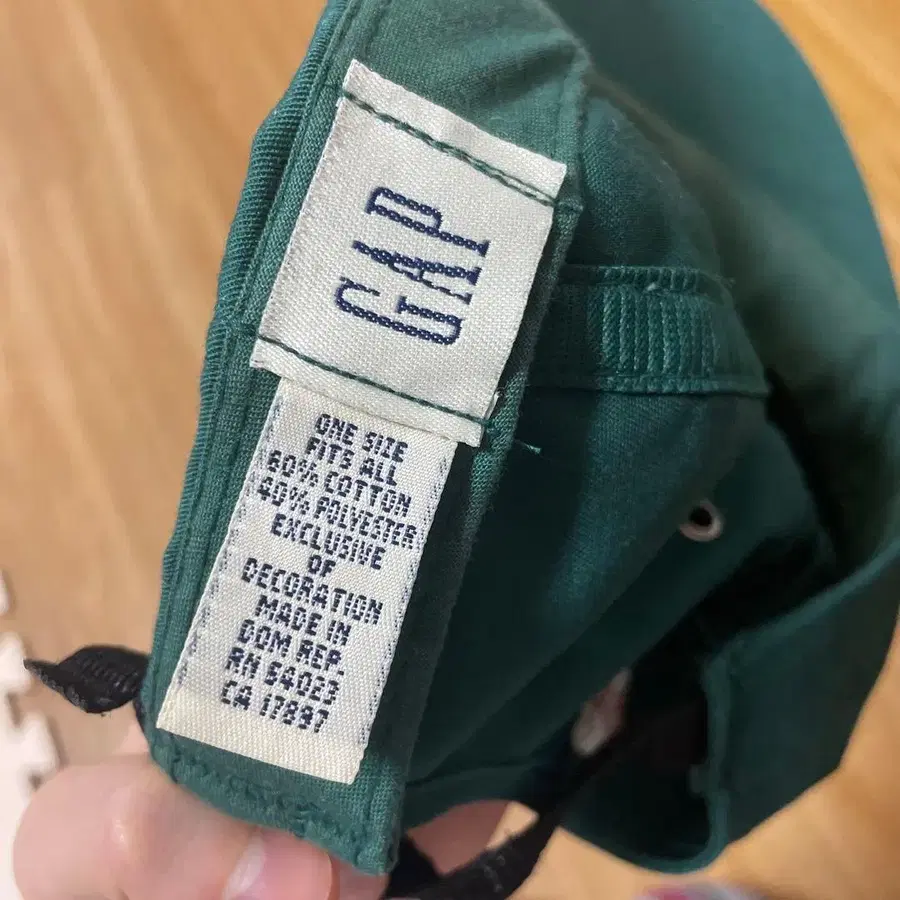 GAP
ONE SIZE
FITS ALL
60% COTTON
40% POLYESTER
EXCLUSIVE
OF
DECORATION
MADE IN
DOM REP.
RN 54023
CA 17897